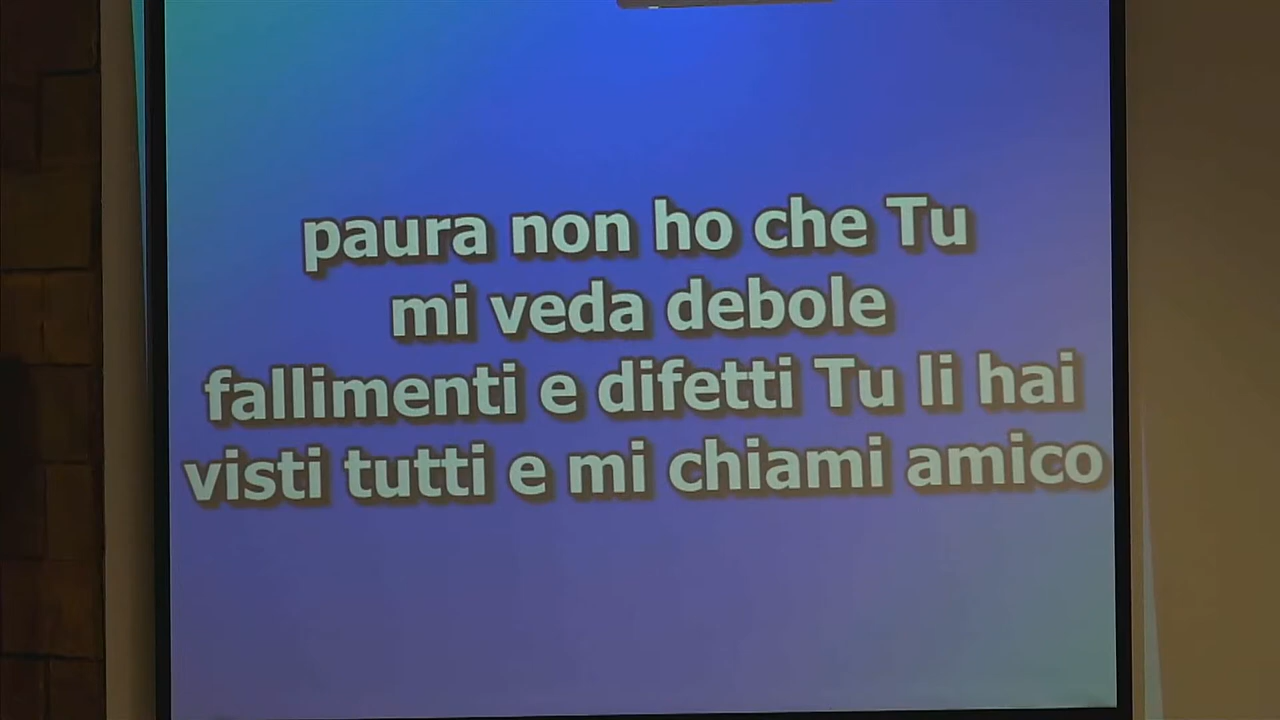 paura non ho che Tu
mi veda debole
fallimenti e difetti Tu li hai
visti tutti e mi chiami amico